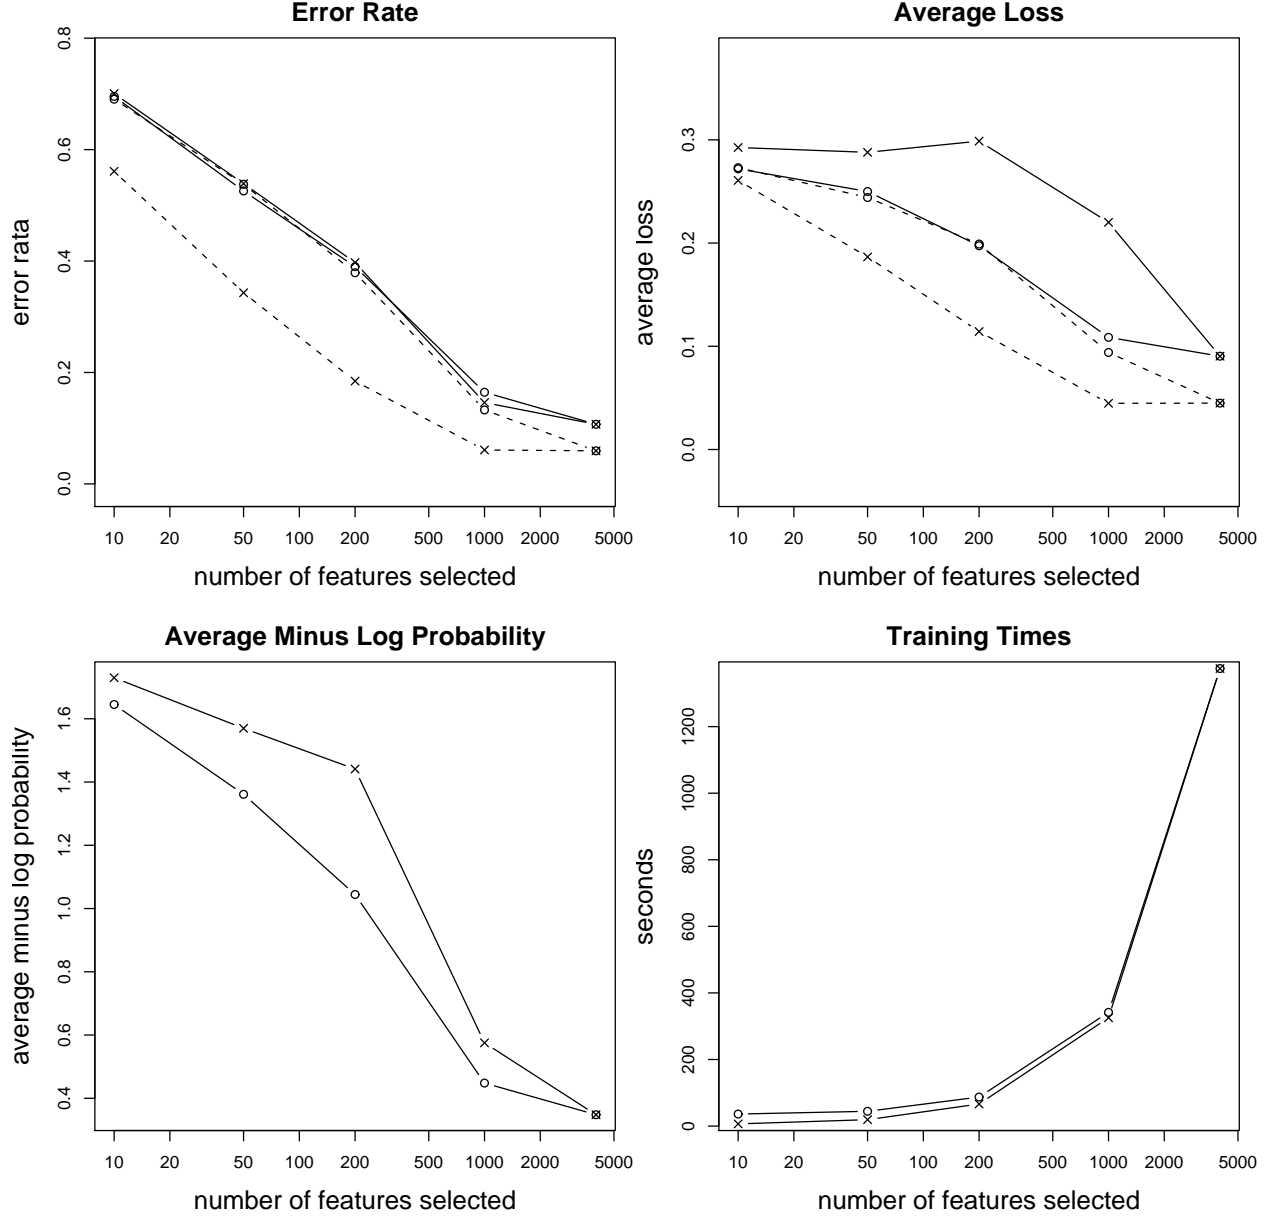 Error Rate
error rata
0.0 0.2 0.4 0.6 0.8
10 20 50 100 200 500 1000 2000 5000
number of features selected
Average Loss
average loss
0.0 0.1 0.2 0.3
10 20 50 100 200 500 1000 2000 5000
number of features selected
Average Minus Log Probability
average minus log probability
0.4 0.6 0.8 1.0 1.2 1.4 1.6
10 20 50 100 200 500 1000 2000 5000
number of features selected
Training Times
seconds
0 200 400 600 800 1000 1200
10 20 50 100 200 500 1000 2000 5000
number of features selected